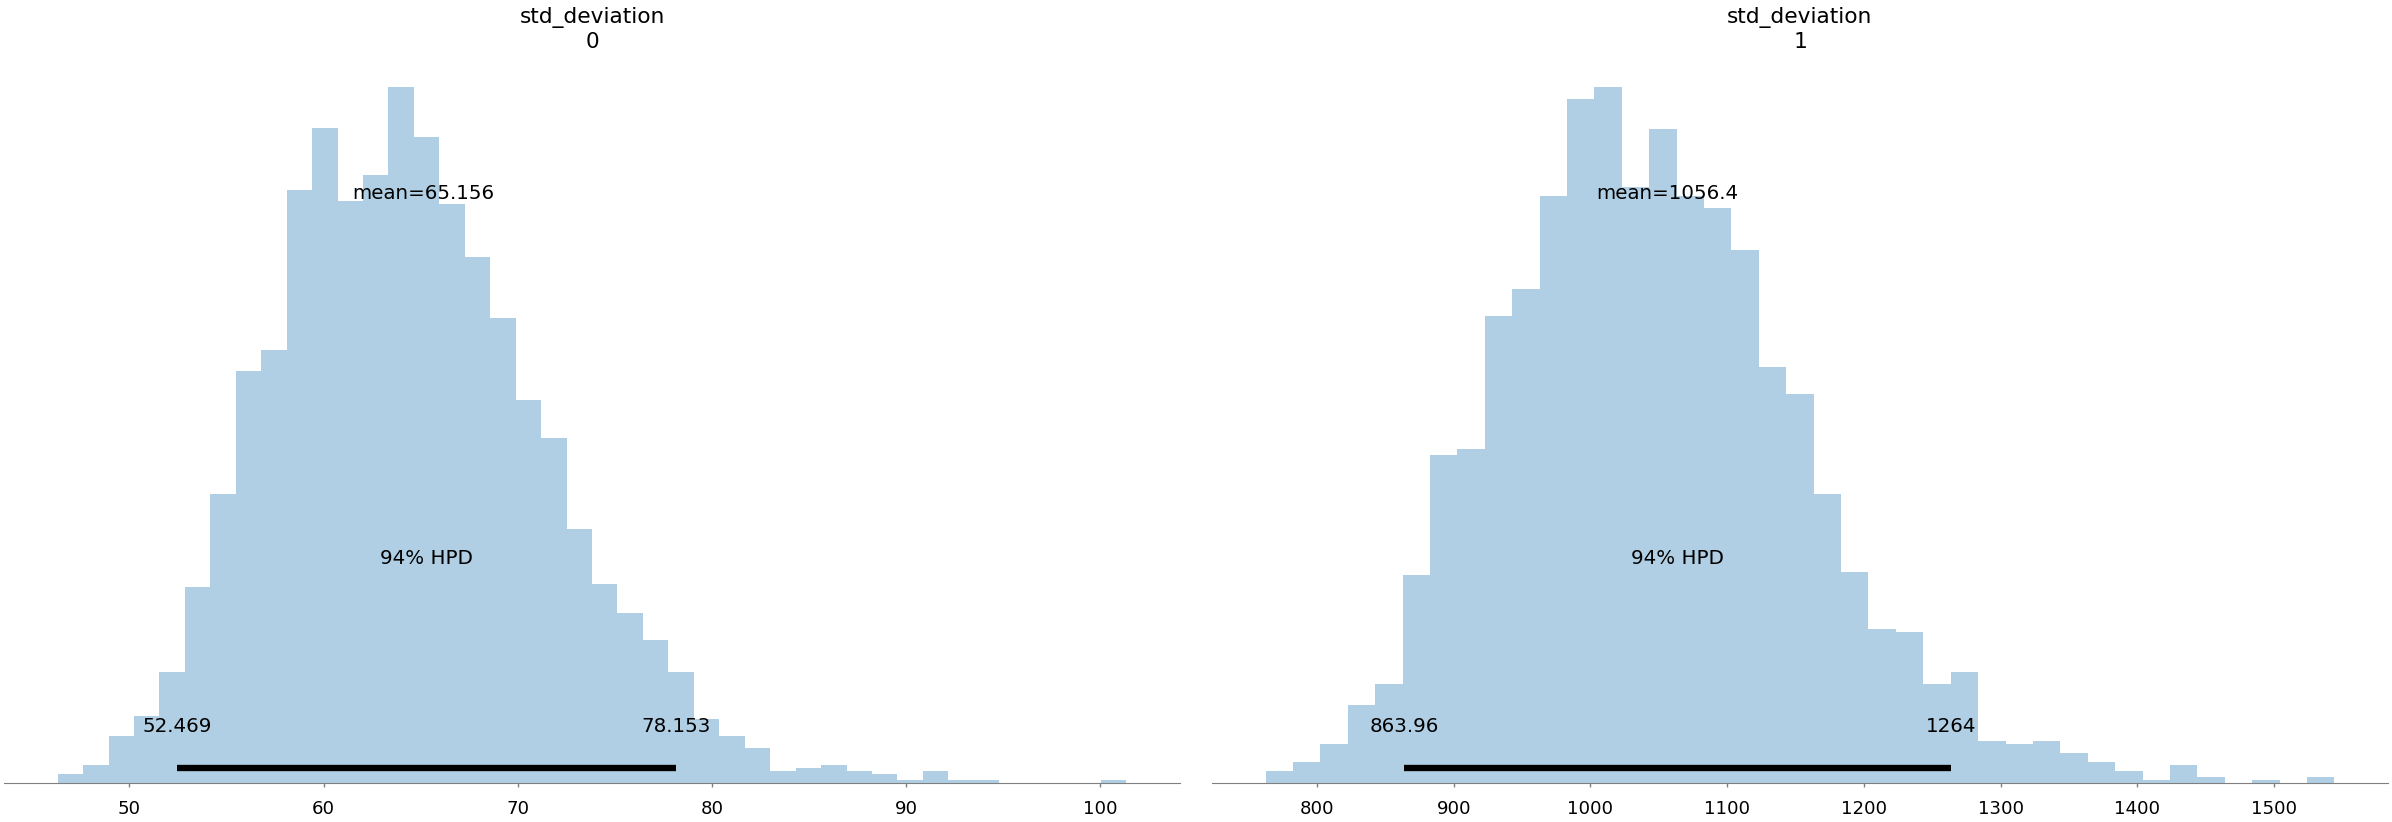 std_deviation
0
mean=65.156
94% HPD
52.469 78.153
50 60 70 80 90 100
std_deviation
1
mean=1056.4
94% HPD
863.96 1264
800 900 1000 1100 1200 1300 1400 1500